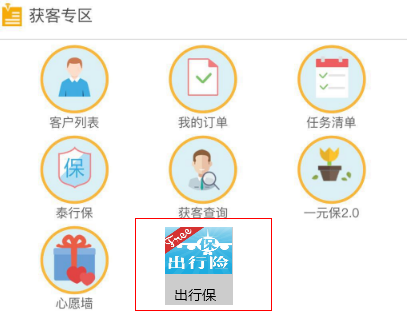 获客专区
客户列表 我的订单 任务清单
保
泰行保 获客查询 一元保2.0
Free
保
出行险
心愿墙 出行保